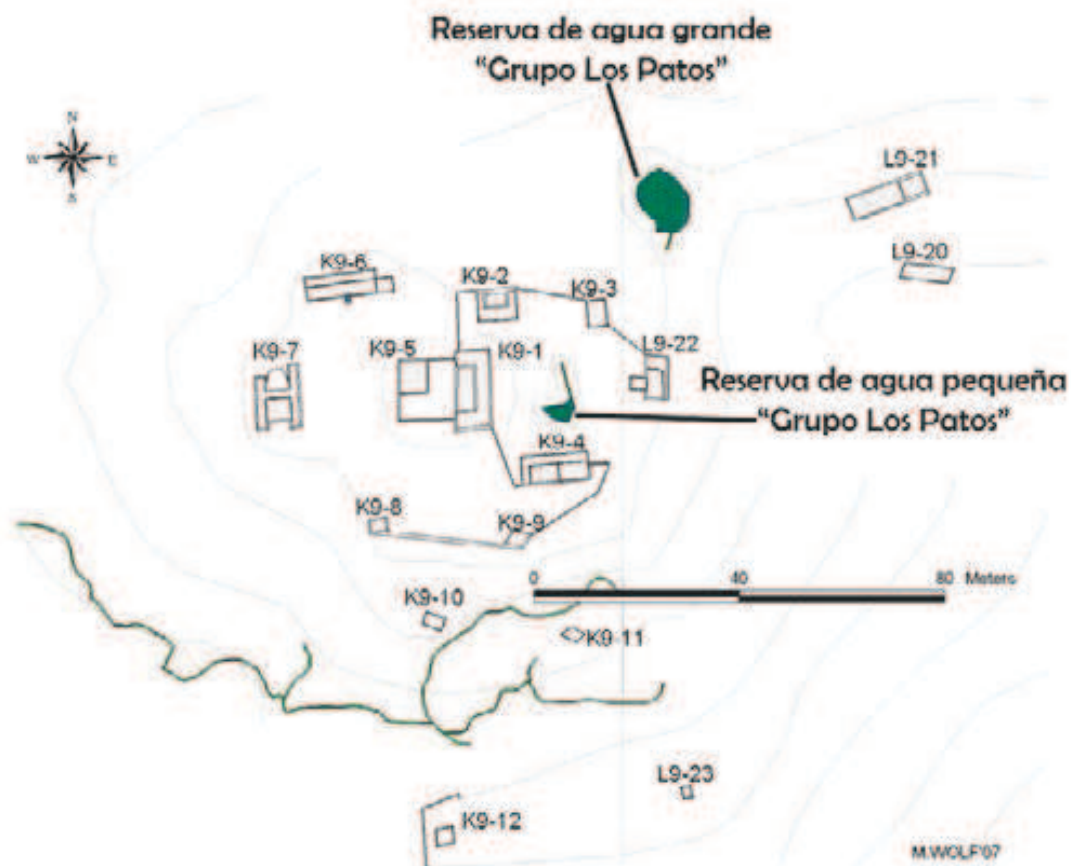 Reserva de agua grande
“Grupo Los Patos”
N
W E
S
L9-21
L9-20
K9-6
K9-2
K9-3
K9-7
K9-5
K9-1
L9-22
Reserva de agua pequeña
“Grupo Los Patos”
K9-4
K9-8
K9-9
0 40 80 Meters
K9-10
K9-11
L9-23
K9-12
M.WOLF'07